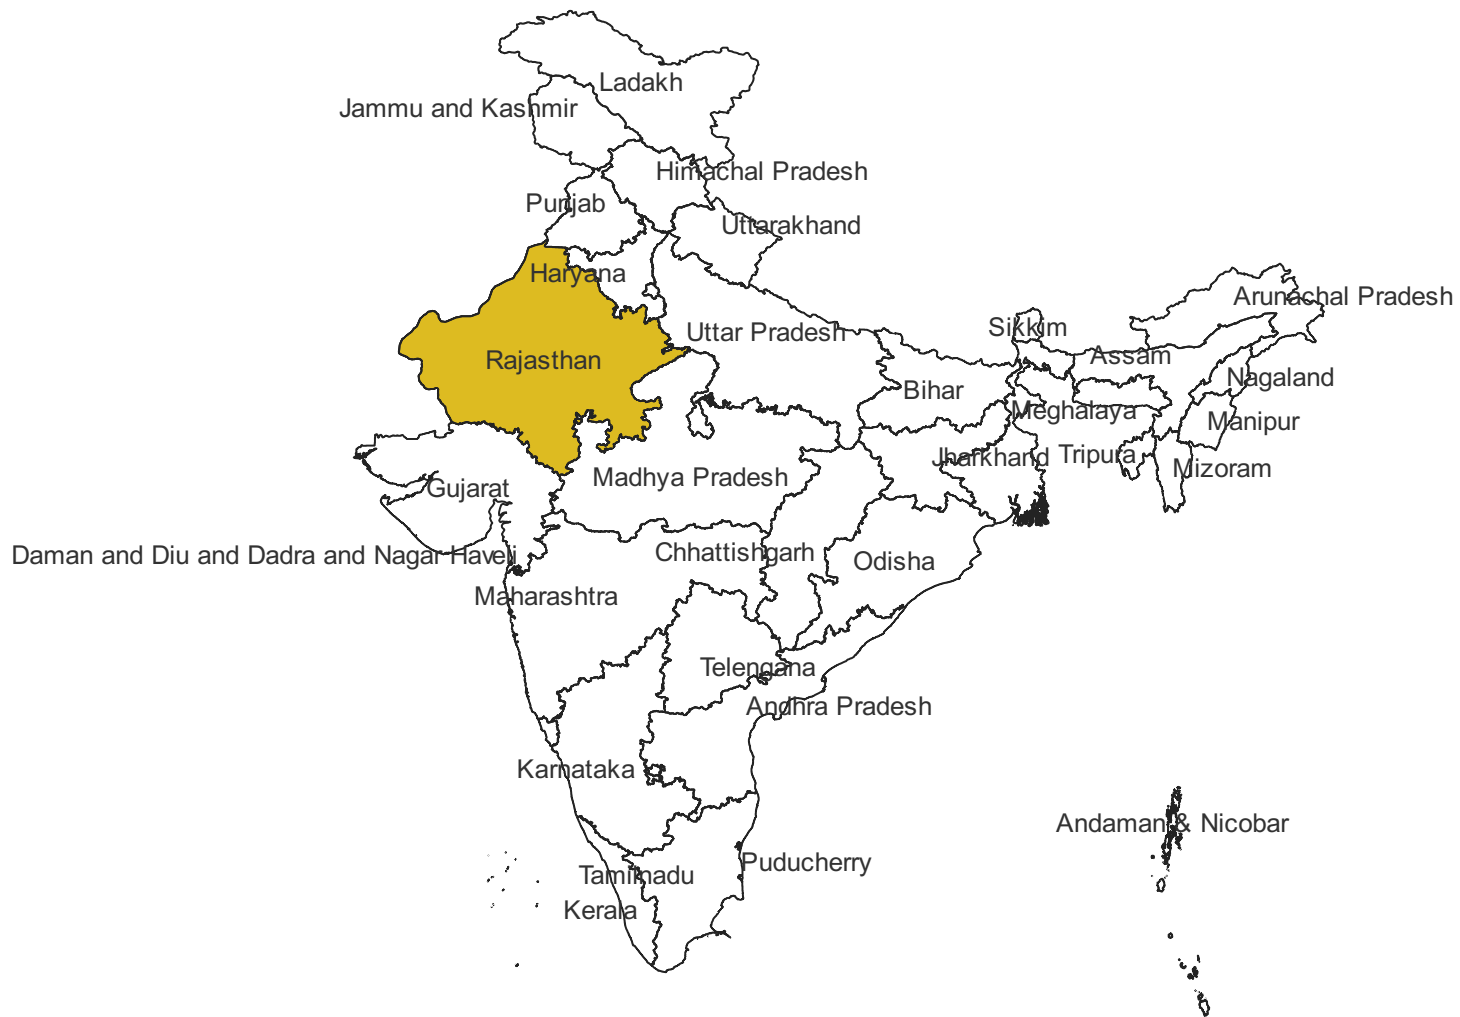 Ladakh
Jammu and Kashmir
Himachal Pradesh
Punjab
Uttarakhand
Haryana
Arunachal Pradesh
Sikkim
Uttar Pradesh
Assam
Rajasthan
Nagaland
Bihar
Meghalaya
Manipur
Tripura
Jharkhand
Mizoram
Madhya Pradesh
Gujarat
Chhattishgarh
Daman and Diu and Dadra and Nagar Haveli
Odisha
Maharashtra
Telengana
Andhra Pradesh
Karnataka
Andaman & Nicobar
Puducherry
Tamilnadu
Kerala